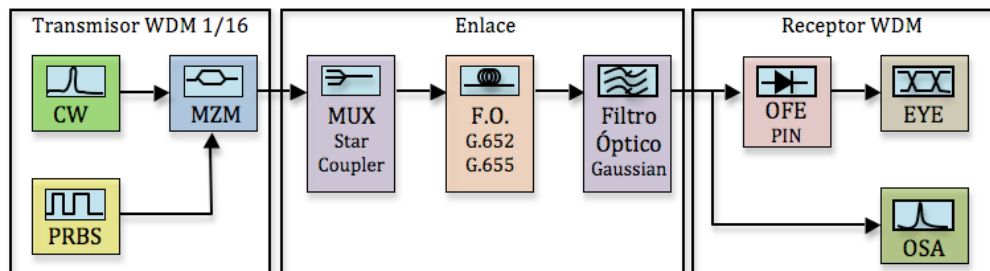 Transmisor WDM 1/16
CW
MZM
PRBS
Enlace
MUX
Star
Coupler
F.O.
G.652
G.655
Filtro
Óptico
Gaussian
Receptor WDM
OFE
PIN
EYE
OSA